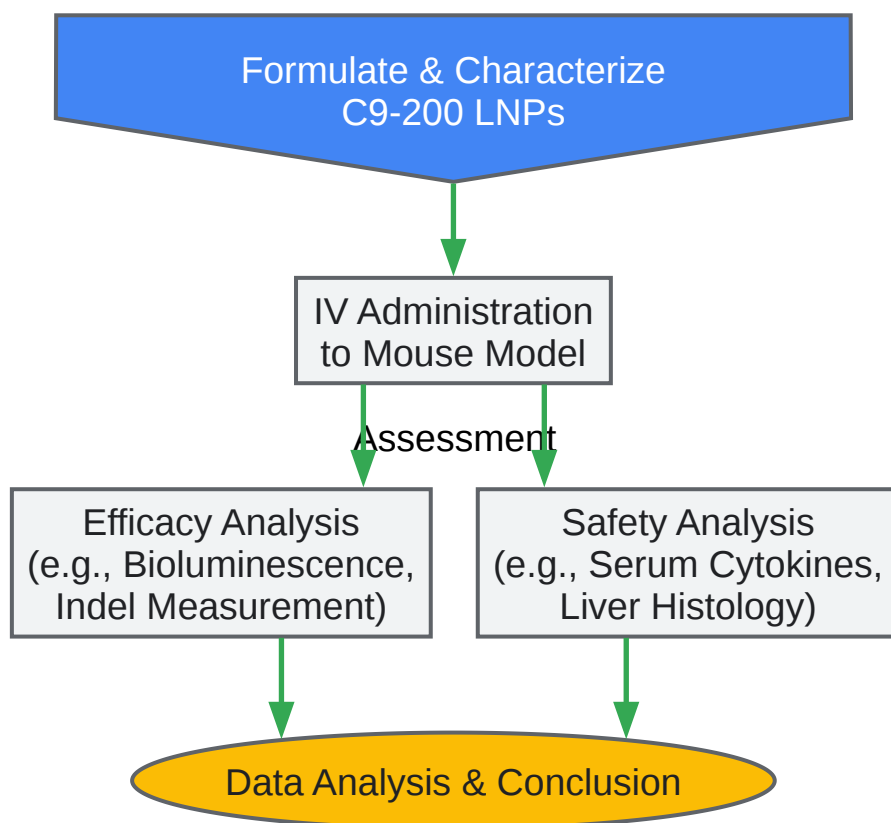 Formulate & Characterize
C9-200 LNPs
IV Administration
to Mouse Model
Assessment
Efficacy Analysis
(e.g., Bioluminescence,
Indel Measurement)
Safety Analysis
(e.g., Serum Cytokines,
Liver Histology)
Data Analysis & Conclusion